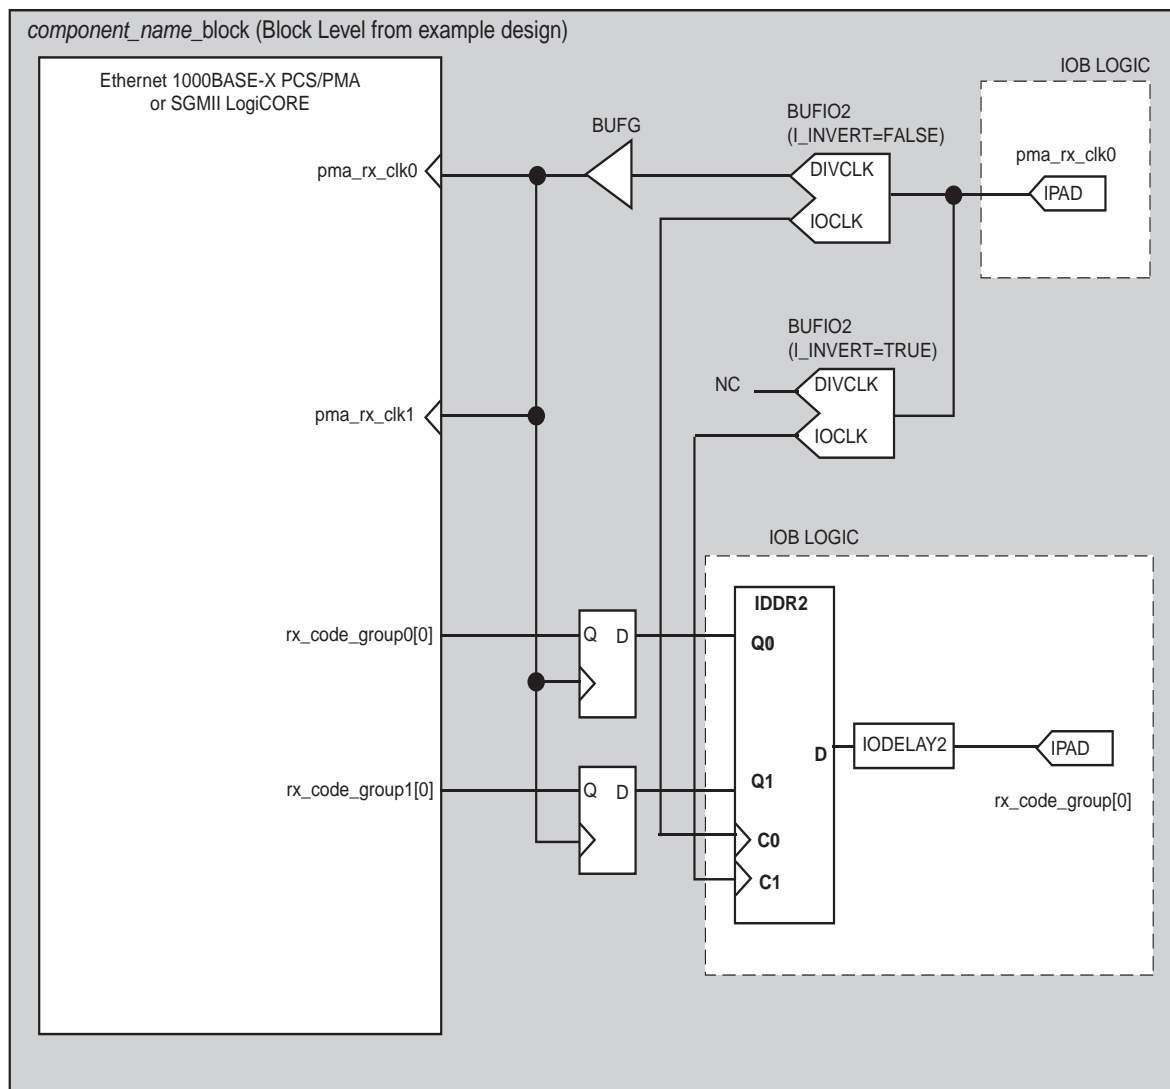 component_name_block (Block Level from example design)
Ethernet 1000BASE-X PCS/PMA
or SGMII LogiCORE
IOB LOGIC
BUFG
BUFIO2
(I_INVERT=FALSE)
pma_rx_clk0
DIVCLK
IOCLK
pma_rx_clk0
IPAD
BUFIO2
(I_INVERT=TRUE)
NC
DIVCLK
IOCLK
pma_rx_clk1
IOB LOGIC
IDDR2
rx_code_group0[0]
Q D
Q0
D
IODELAY2
IPAD
rx_code_group1[0]
Q D
Q1
rx_code_group[0]
C0
C1